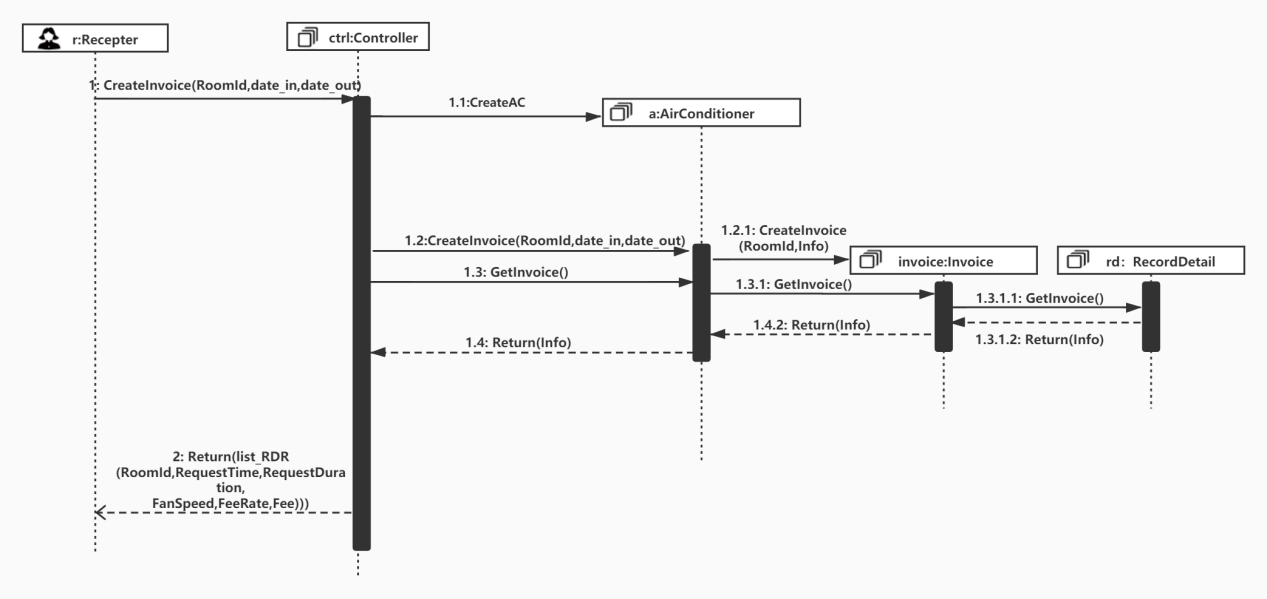 r:Recepter
ctrl:Controller
1: CreateInvoice(RoomId,date_in,date_out)
1.1:CreateAC
a:AirConditioner
1.2:CreateInvoice(RoomId,date_in,date_out)
1.2.1: CreateInvoice
(RoomId,Info)
invoice:Invoice
rd: RecordDetail
1.3: GetInvoice()
1.3.1: GetInvoice()
1.3.1.1: GetInvoice()
1.4.2: Return(Info)
1.3.1.2: Return(Info)
1.4: Return(Info)
2: Return(list_RDR
(RoomId,RequestTime,RequestDura
tion,
FanSpeed,FeeRate,Fee)))